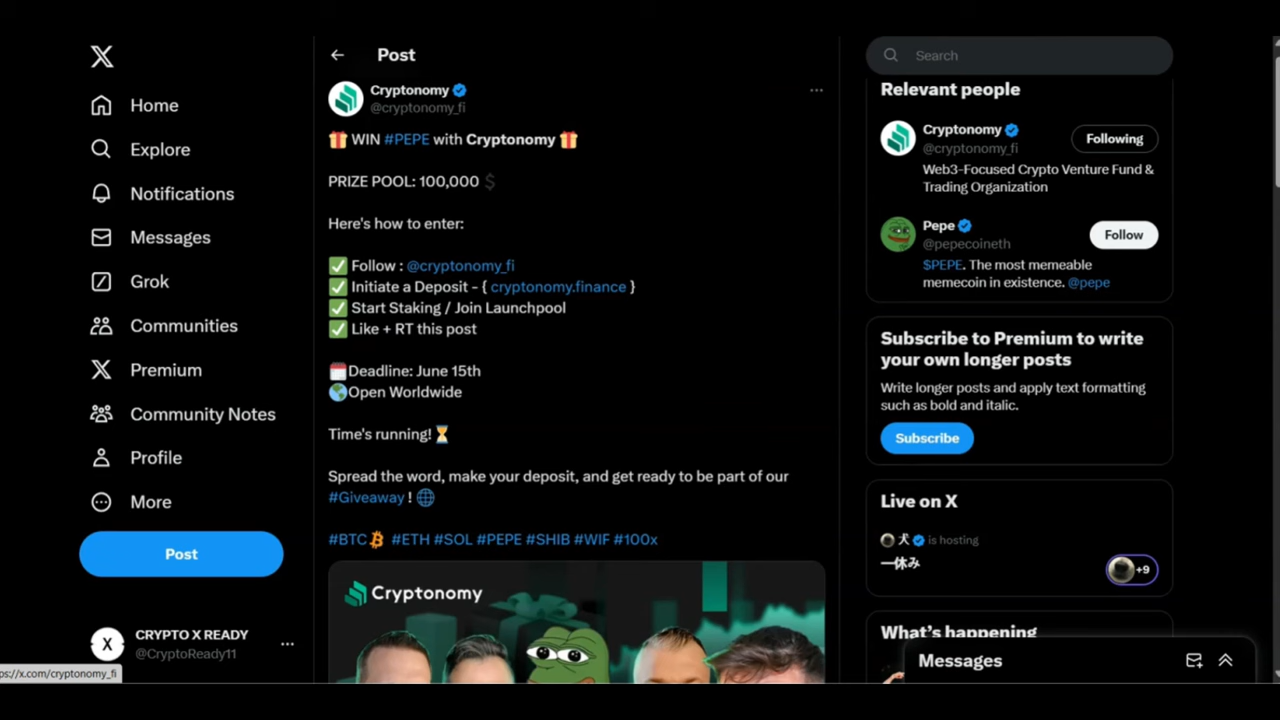 Home
Explore
Notifications
Messages
Grok
Communities
Premium
Community Notes
Profile
More
Post
CRYPTO X READY
@CryptoReady11
ps://x.com/cryptonomy_fi
Post
Cryptonomy
@cryptonomy_fi
🎁 WIN #PEPE with Cryptonomy 🎁
PRIZE POOL: 100,000 💲
Here's how to enter:
✅ Follow : @cryptonomy_fi
✅ Initiate a Deposit - { cryptonomy.finance }
✅ Start Staking / Join Launchpool
✅ Like + RT this post
🗓️Deadline: June 15th
🌎Open Worldwide
Time's running! ⏳
Spread the word, make your deposit, and get ready to be part of our
#Giveaway ! 🌐
#BTC #ETH #SOL #PEPE #SHIB #WIF #100x
Cryptonomy
Search
Relevant people
Cryptonomy
@cryptonomy_fi
Following
Web3-Focused Crypto Venture Fund &
Trading Organization
Pepe
@pepecoineth
Follow
$PEPE. The most memeable
memecoin in existence. @pepe
Subscribe to Premium to write
your own longer posts
Write longer posts and apply text formatting
such as bold and italic.
Subscribe
Live on X
犬 is hosting
一休み
+9
What's happening
Messages